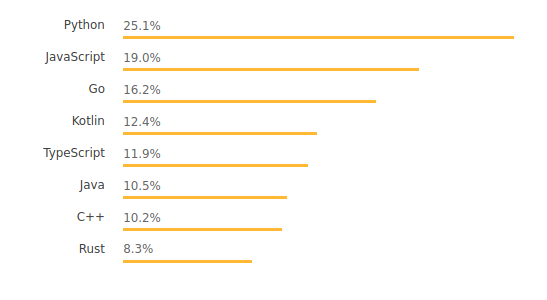 Python 25.1%
JavaScript 19.0%
Go 16.2%
Kotlin 12.4%
TypeScript 11.9%
Java 10.5%
C++ 10.2%
Rust 8.3%